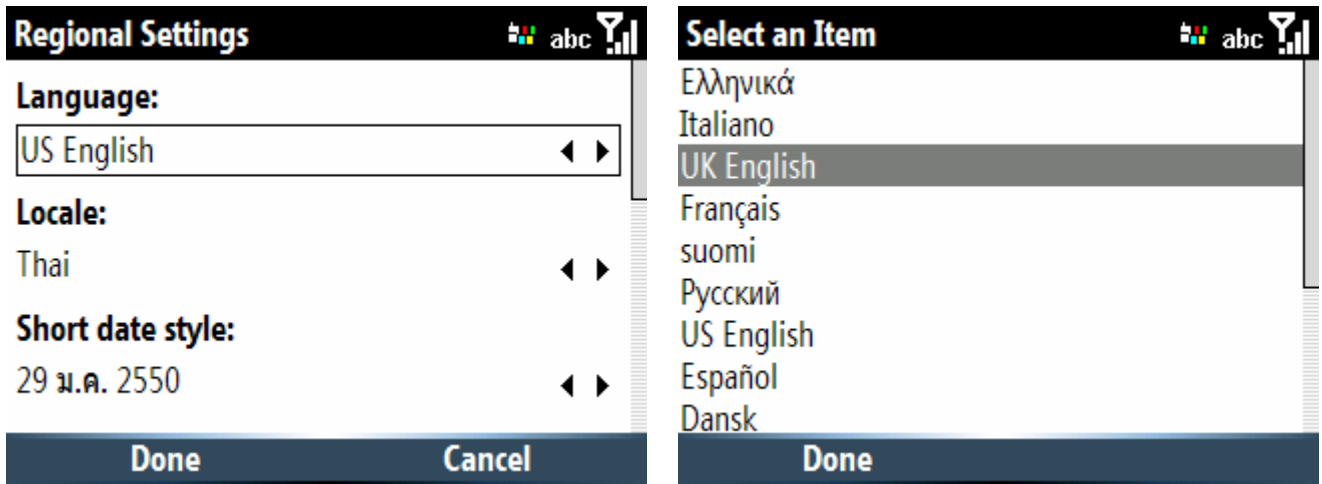 Regional Settings
abc
Language:
US English
Locale:
Thai
Short date style:
29 ม.ค. 2550
Done
Cancel
Select an Item
abc
Ελληνικά
Italiano
UK English
Français
suomi
Русский
US English
Español
Dansk
Done